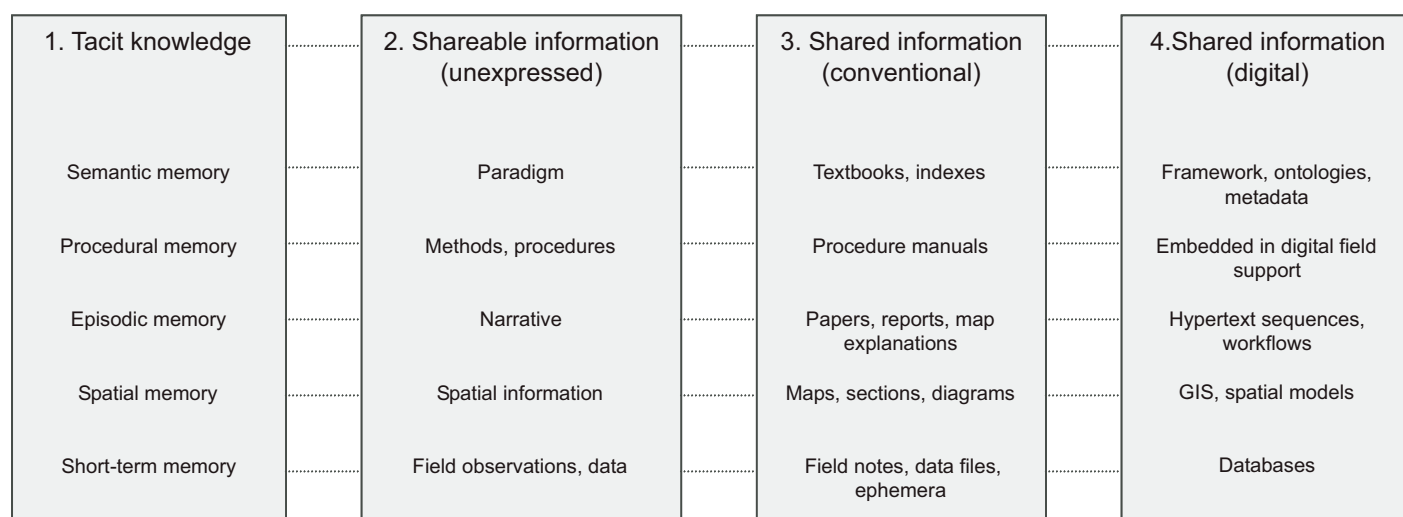 1. Tacit knowledge
2. Shareable information
(unexpressed)
3. Shared information
(conventional)
4.Shared information
(digital)
Semantic memory
Paradigm
Textbooks, indexes
Framework, ontologies,
metadata
Procedural memory
Methods, procedures
Procedure manuals
Embedded in digital field
support
Episodic memory
Narrative
Papers, reports, map
explanations
Hypertext sequences,
workflows
Spatial memory
Spatial information
Maps, sections, diagrams
GIS, spatial models
Short-term memory
Field observations, data
Field notes, data files,
ephemera
Databases